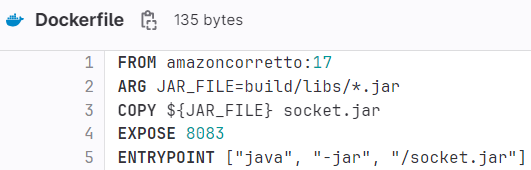 Dockerfile 135 bytes
1 FROM amazoncorretto:17
2 ARG JAR_FILE=build/libs/*.jar
3 COPY ${JAR_FILE} socket.jar
4 EXPOSE 8083
5 ENTRYPOINT ["java", "-jar", "/socket.jar"]